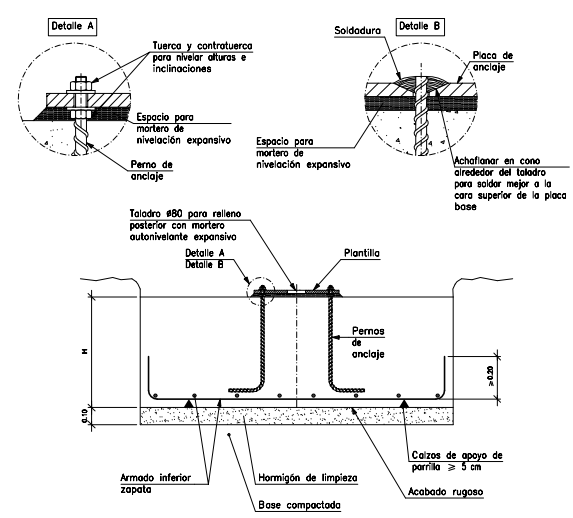 Detalle A
Detalle B
Soldadura
Tuerca y contratuerca
para nivelar alturas e
inclinaciones
Placa de
anclaje
Espacio para
mortero de
nivelación expansivo
Espacio para
mortero de
nivelación expansivo
Perno de
anclaje
Achaflanar en cono
alrededor del taladro
para soldar mejor a la
cara superior de la placa
base
Taladro Ø80 para relleno
posterior con mortero
autonivelante expansivo
Detalle A
Detalle B
Plantilla
Pernos
de
anclaje
H
≥0.20
0.10
Calzos de apoyo de
parrilla ≥ 5 cm
Armado inferior
zapata
Hormigón de limpieza
Acabado rugoso
Base compactada